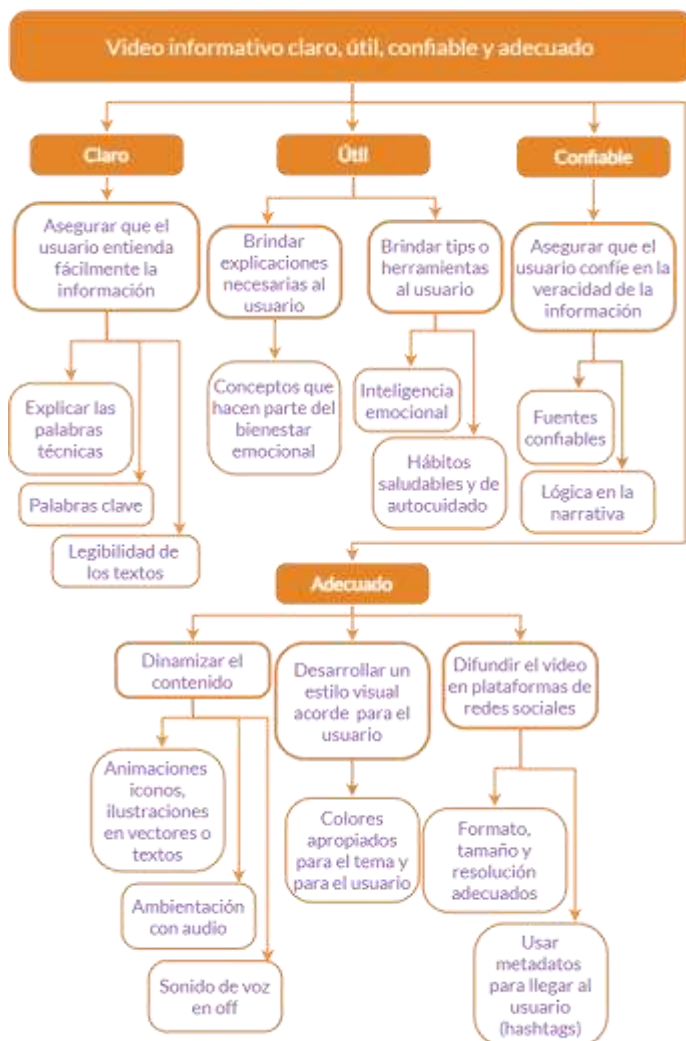 Video informativo claro, útil, confiable y adecuado
Claro
Útil
Confiable
Asegurar que el
usuario entienda
fácilmente la
información
Brindar
explicaciones
necesarias al
usuario
Brindar tips o
herramientas
al usuario
Asegurar que el
usuario confíe en la
veracidad de la
información
Explicar las
palabras
técnicas
Palabras clave
Legibilidad de
los textos
Conceptos que
hacen parte del
bienestar
emocional
Inteligencia
emocional
Hábitos
saludables y de
autocuidado
Fuentes
confiables
Lógica en la
narrativa
Adecuado
Dinamizar el
contenido
Desarrollar un
estilo visual
acorde para el
usuario
Difundir el video
en plataformas de
redes sociales
Animaciones
iconos,
ilustraciones
en vectores o
textos
Ambientación
con audio
Sonido de voz
en off
Colores
apropiados
para el tema y
para el usuario
Formato,
tamaño y
resolución
adecuados
Usar
metadatos
para llegar al
usuario
(hashtags)